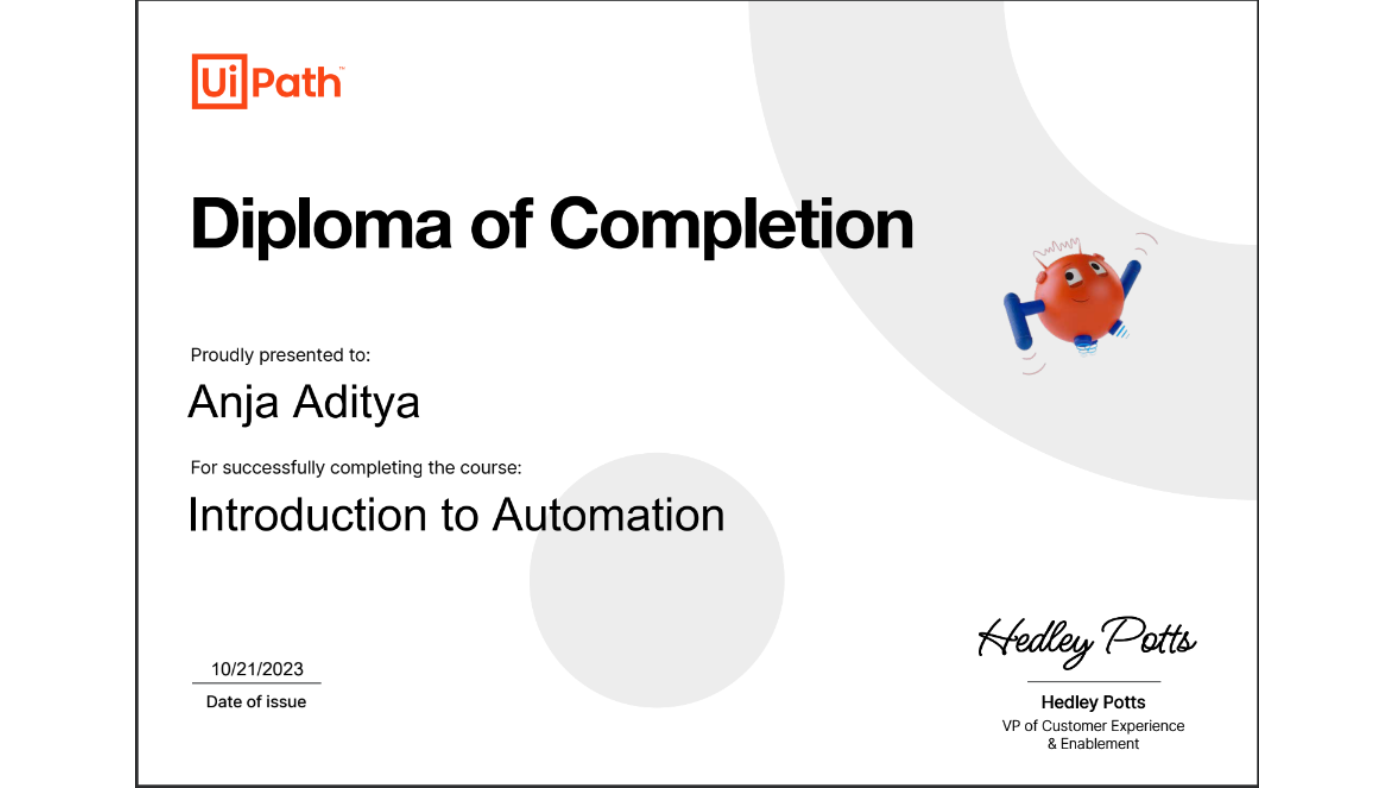 UiPath™
Diploma of Completion
Proudly presented to:
Anja Aditya
For successfully completing the course:
Introduction to Automation
10/21/2023
Date of issue
Hedley Potts
Hedley Potts
VP of Customer Experience
& Enablement